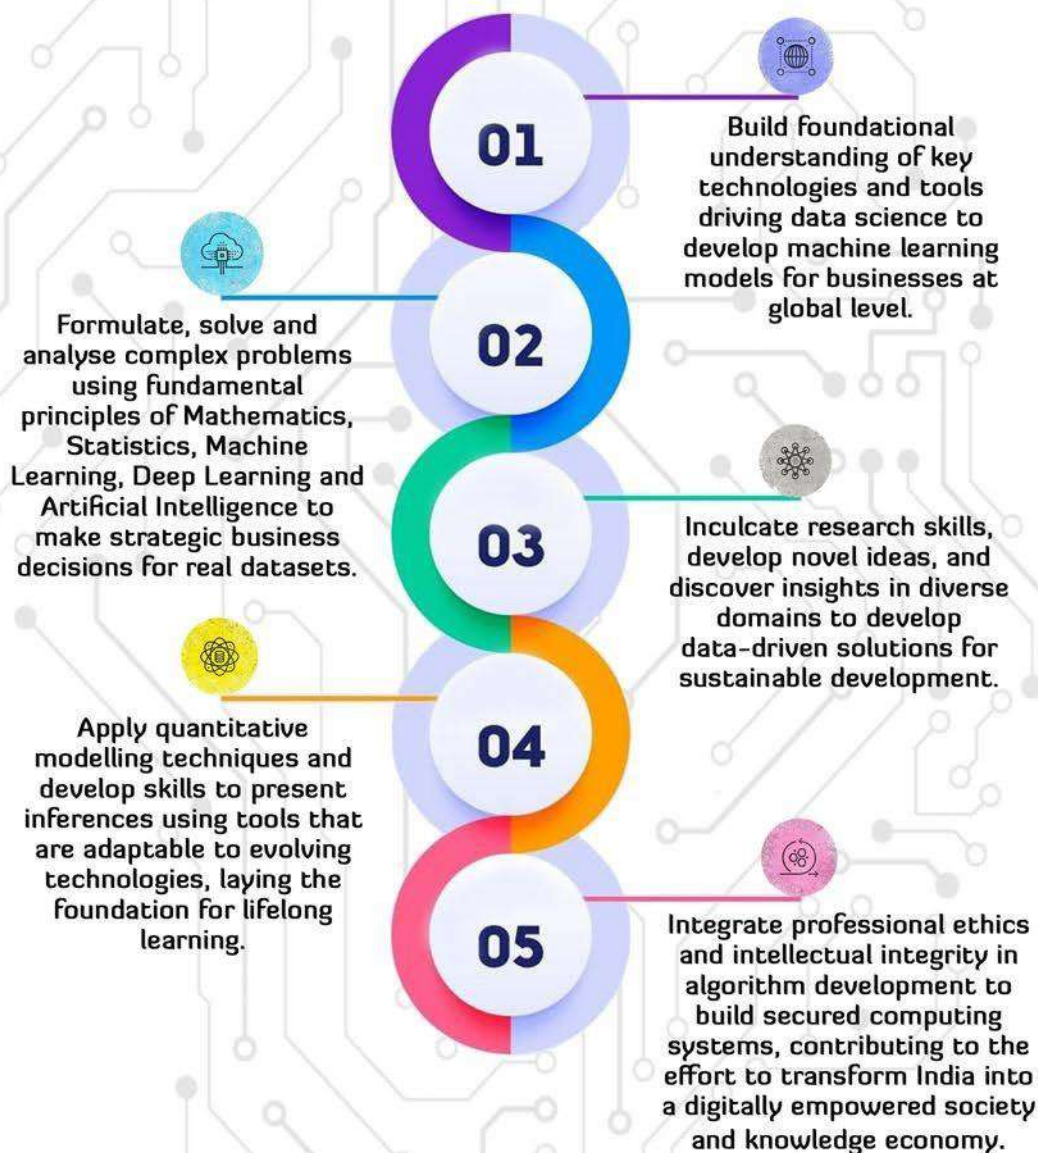 01
Build foundational
understanding of key
technologies and tools
driving data science to
develop machine learning
models for businesses at
global level.
02
Formulate, solve and
analyse complex problems
using fundamental
principles of Mathematics,
Statistics, Machine
Learning, Deep Learning and
Artificial Intelligence to
make strategic business
decisions for real datasets.
03
Inculcate research skills,
develop novel ideas, and
discover insights in diverse
domains to develop
data-driven solutions for
sustainable development.
04
Apply quantitative
modelling techniques and
develop skills to present
inferences using tools that
are adaptable to evolving
technologies, laying the
foundation for lifelong
learning.
05
Integrate professional ethics
and intellectual integrity in
algorithm development to
build secured computing
systems, contributing to the
effort to transform India into
a digitally empowered society
and knowledge economy.